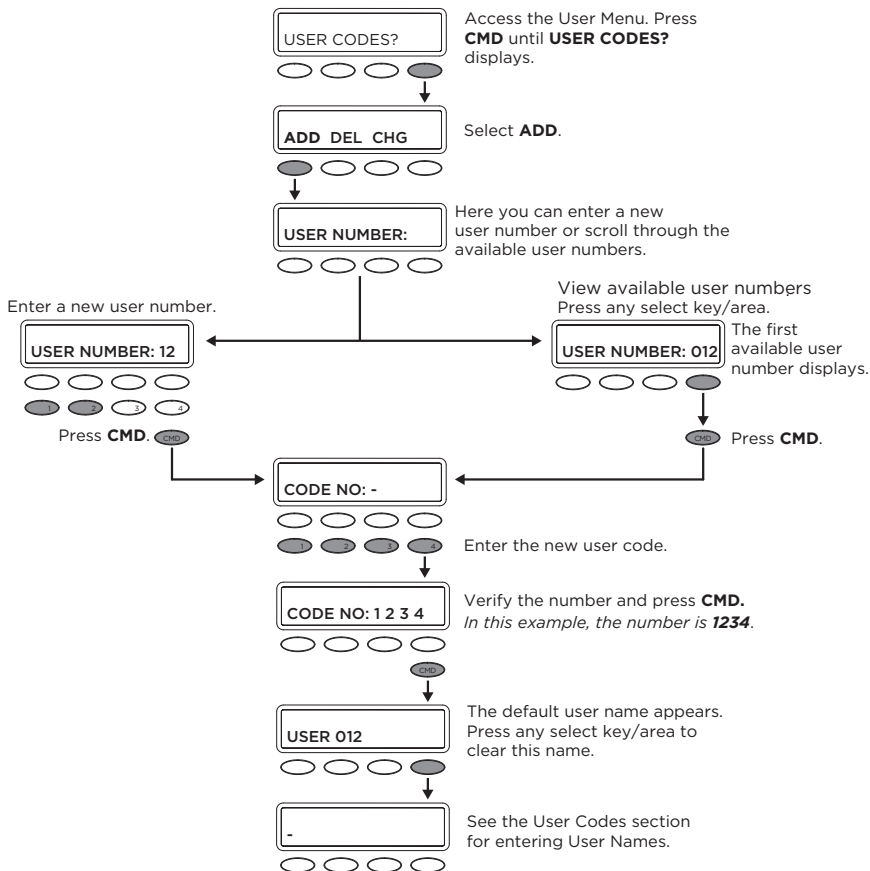 USER CODES?
Access the User Menu. Press
CMD until USER CODES?
displays.
ADD DEL CHG
Select ADD.
USER NUMBER:
Here you can enter a new
user number or scroll through the
available user numbers.
Enter a new user number.
USER NUMBER: 12
1 2 3 4
Press CMD. CMD
View available user numbers
Press any select key/area.
USER NUMBER: 012
The first
available user
number displays.
CMD Press CMD.
CODE NO: -
1 2 3 4
Enter the new user code.
CODE NO: 1 2 3 4
Verify the number and press CMD.
In this example, the number is 1234.
CMD
USER 012
The default user name appears.
Press any select key/area to
clear this name.
-
See the User Codes section
for entering User Names.